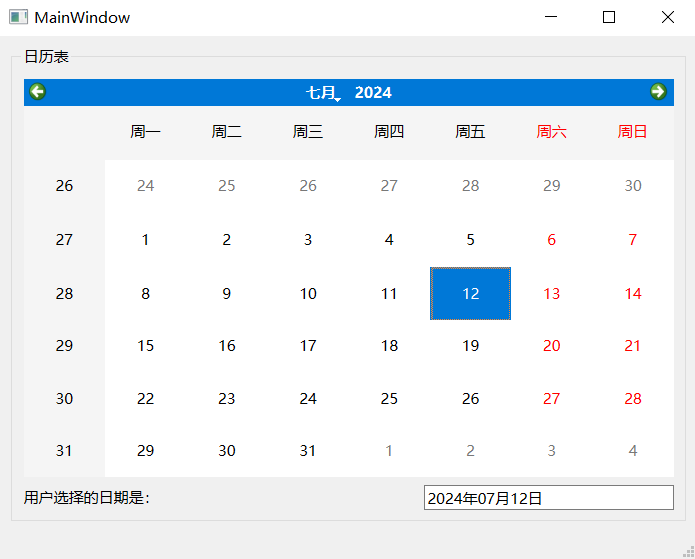 MainWindow
日历表
七月 2024
周一 周二 周三 周四 周五 周六 周日
26 24 25 26 27 28 29 30
27 1 2 3 4 5 6 7
28 8 9 10 11 12 13 14
29 15 16 17 18 19 20 21
30 22 23 24 25 26 27 28
31 29 30 31 1 2 3 4
用户选择的日期是： 2024年07月12日